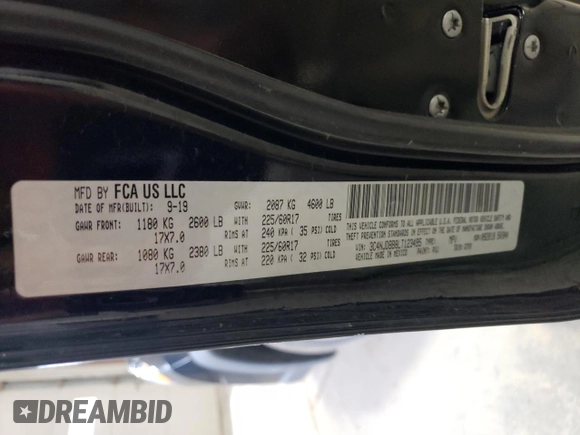 MFD BY FCA US LLC
DATE OF MFR(BUILT): 9-19 GVWR: 2087 KG 4600 LB
GAWR FRONT: 1180 KG 2600 LB WITH 225/60R17 TIRES
17X7.0 RIMS AT 240 KPA ( 35 PSI) COLD
GAWR REAR: 1080 KG 2380 LB WITH 225/60R17 TIRES
17X7.0 RIMS AT 220 KPA ( 32 PSI) COLD
THIS VEHICLE CONFORMS TO ALL APPLICABLE U.S.A. FEDERAL MOTOR VEHICLE SAFETY AND
THEFT PREVENTION STANDARDS IN EFFECT ON THE DATE OF MANUFACTURE SHOWN ABOVE.
VEHICLE MADE IN MEXICO
DREAMBID